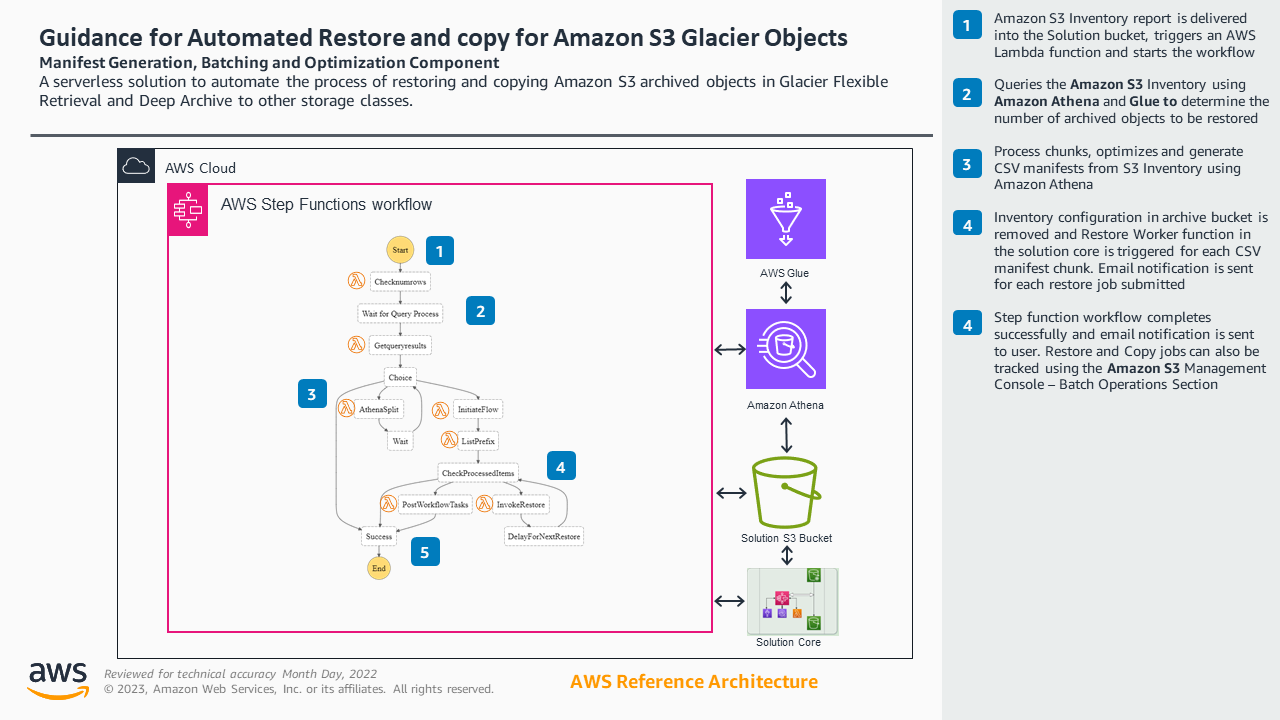 Guidance for Automated Restore and copy for Amazon S3 Glacier Objects
Manifest Generation, Batching and Optimization Component
A serverless solution to automate the process of restoring and copying Amazon S3 archived objects in Glacier Flexible
Retrieval and Deep Archive to other storage classes.
AWS Cloud
AWS Step Functions workflow
Start
1
Checknumrows
Wait for Query Process
2
Getqueryresults
Choice
3
AthenaSplit
InitiateFlow
Wait
ListPrefix
CheckProcessedItems
4
PostWorkflowTasks
InvokeRestore
Success
DelayForNextRestore
5
End
AWS Glue
Amazon Athena
Solution S3 Bucket
Solution Core
1
Amazon S3 Inventory report is delivered
into the Solution bucket, triggers an AWS
Lambda function and starts the workflow
2
Queries the Amazon S3 Inventory using
Amazon Athena and Glue to determine the
number of archived objects to be restored
3
Process chunks, optimizes and generate
CSV manifests from S3 Inventory using
Amazon Athena
4
Inventory configuration in archive bucket is
removed and Restore Worker function in
the solution core is triggered for each CSV
manifest chunk. Email notification is sent
for each restore job submitted
4
Step function workflow completes
successfully and email notification is sent
to user. Restore and Copy jobs can also be
tracked using the Amazon S3 Management
Console – Batch Operations Section
aws
Reviewed for technical accuracy Month Day, 2022
© 2023, Amazon Web Services, Inc. or its affiliates. All rights reserved.
AWS Reference Architecture